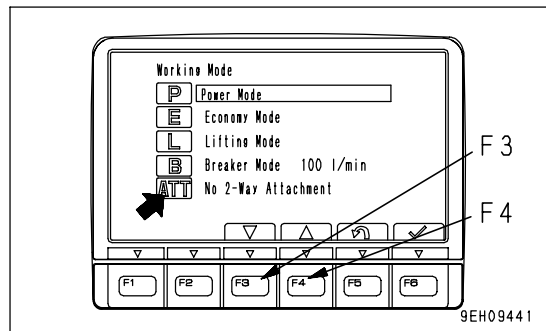 Working Mode
P Power Mode
E Economy Mode
L Lifting Mode
B Breaker Mode 100 l/min
ATT No 2-Way Attachment
F3
F4
F1 F2 F3 F4 F5 F6
9EH09441